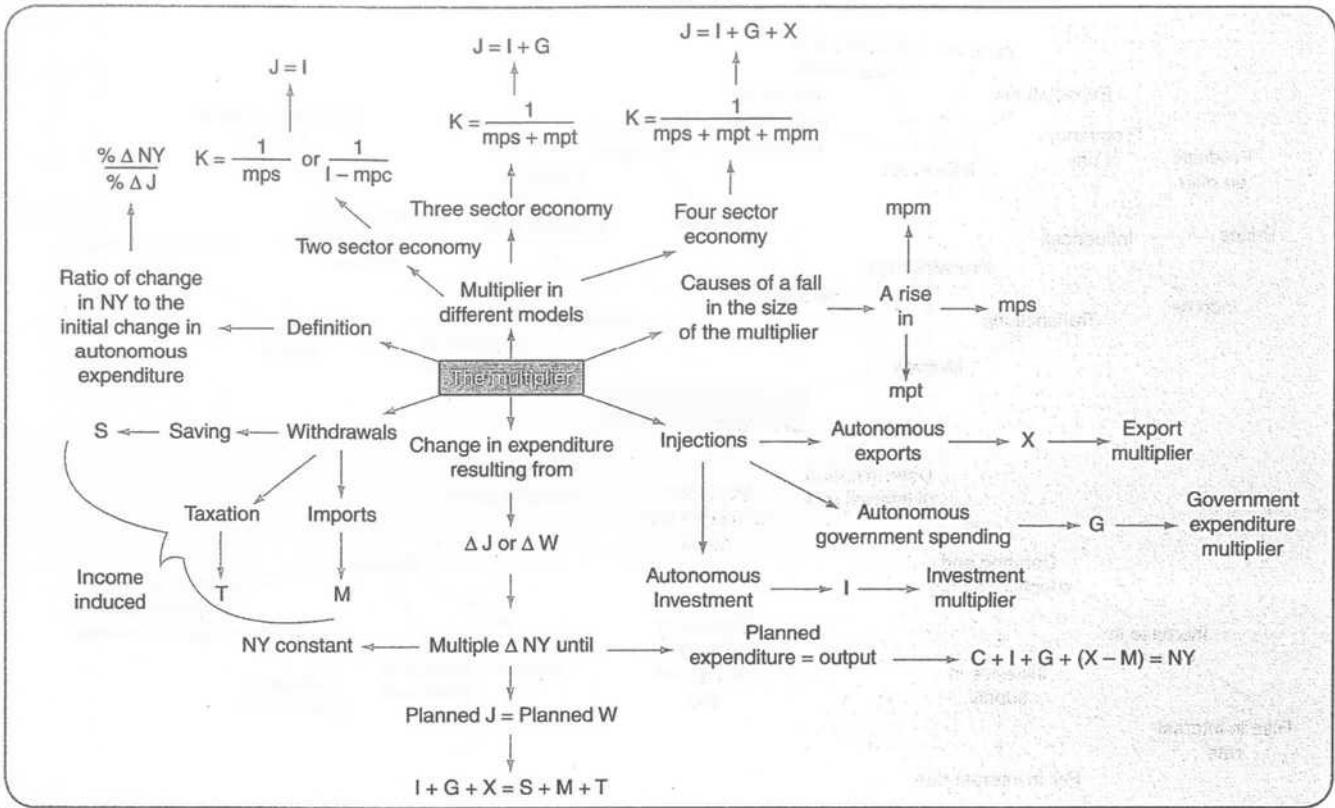 J = I
J = I + G
J = I + G + X
K = 1 / mps or 1 / I – mpc
K = 1 / mps + mpt
K = 1 / mps + mpt + mpm
% Δ NY / % Δ J
Two sector economy
Three sector economy
Four sector
economy
Ratio of change
in NY to the
initial change in
autonomous
expenditure
Definition
Multiplier in
different models
Causes of a fall
in the size
of the multiplier
A rise
in
mpm
mps
mpt
The multiplier
S
Saving
Withdrawals
Change in expenditure
resulting from
Injections
Autonomous
exports
X
Export
multiplier
Taxation
Imports
T
M
Income
induced
Δ J or Δ W
Autonomous
government spending
G
Government
expenditure
multiplier
Autonomous
Investment
I
Investment
multiplier
NY constant
Multiple Δ NY until
Planned
expenditure = output
C + I + G + (X – M) = NY
Planned J = Planned W
I + G + X = S + M + T